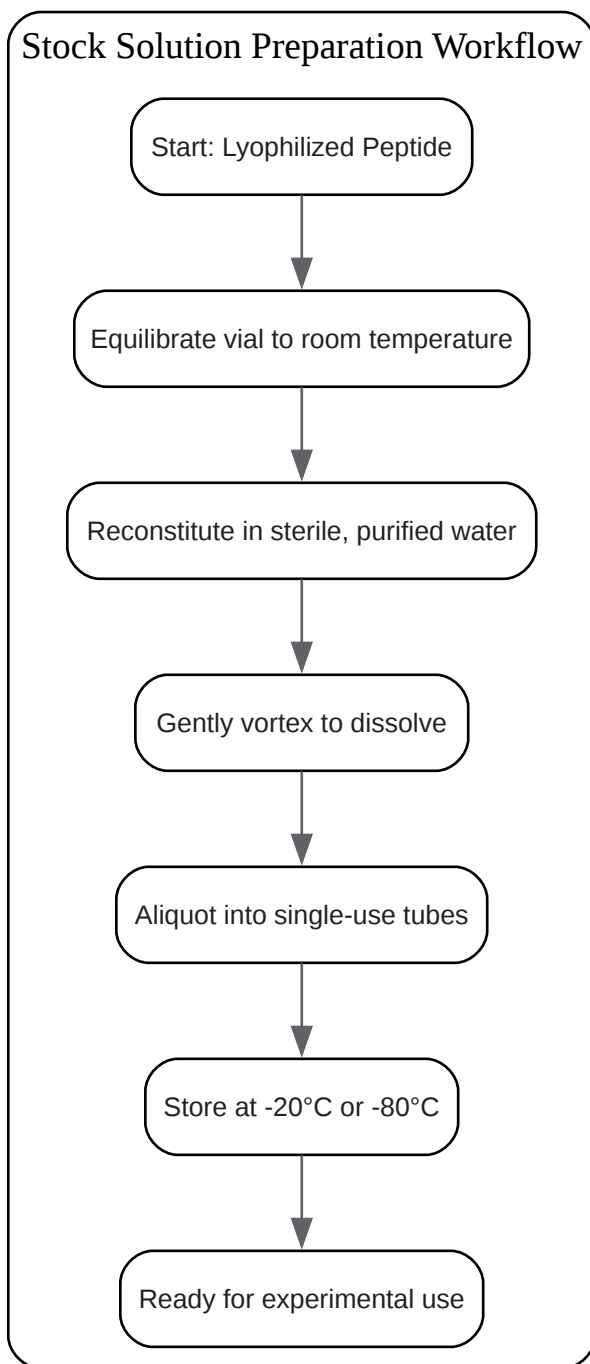 Stock Solution Preparation Workflow
Start: Lyophilized Peptide
Equilibrate vial to room temperature
Reconstitute in sterile, purified water
Gently vortex to dissolve
Aliquot into single-use tubes
Store at -20°C or -80°C
Ready for experimental use